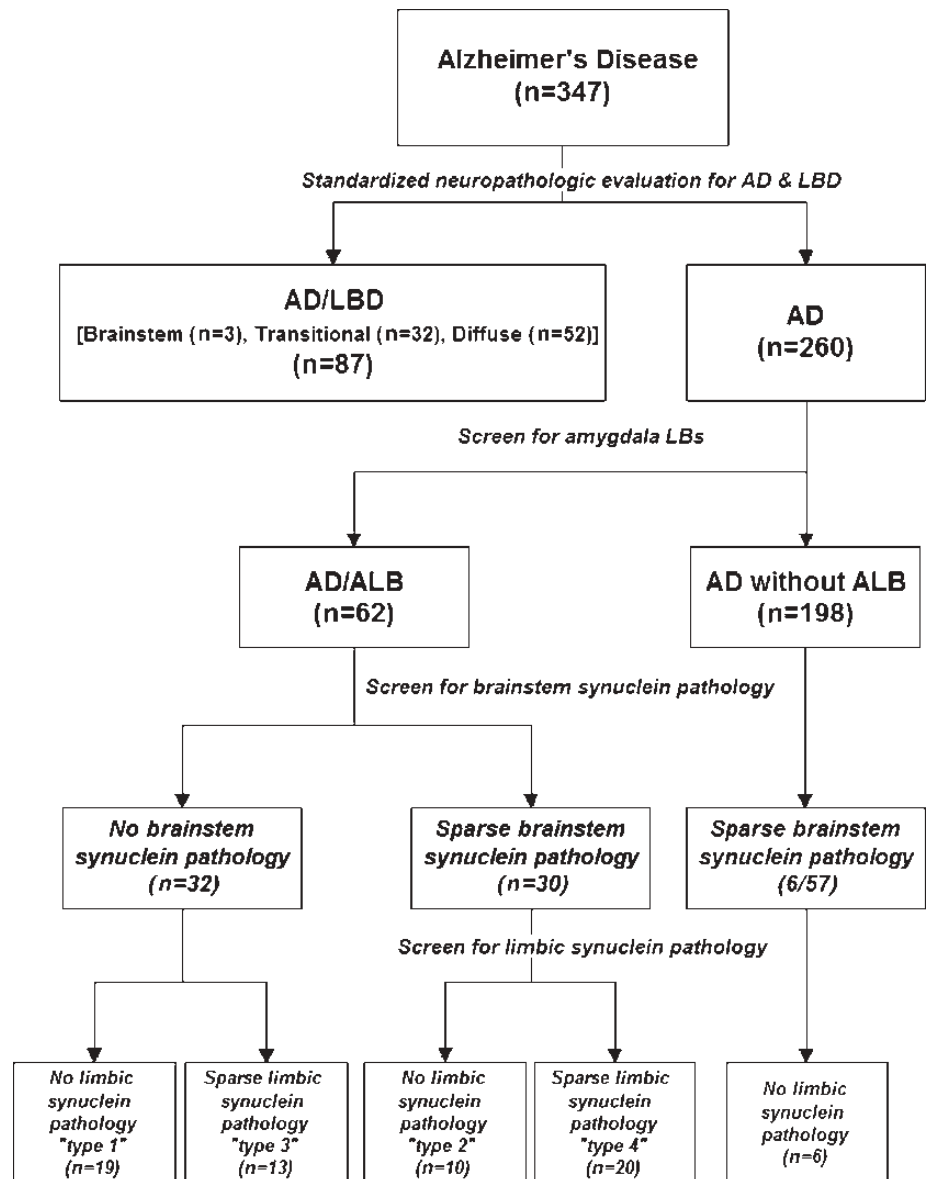 Alzheimer's Disease
(n=347)
Standardized neuropathologic evaluation for AD & LBD
AD/LBD
[Brainstem (n=3), Transitional (n=32), Diffuse (n=52)]
(n=87)
AD
(n=260)
Screen for amygdala LBs
AD/ALB
(n=62)
AD without ALB
(n=198)
Screen for brainstem synuclein pathology
No brainstem
synuclein pathology
(n=32)
Sparse brainstem
synuclein pathology
(n=30)
Sparse brainstem
synuclein pathology
(6/57)
Screen for limbic synuclein pathology
No limbic
synuclein
pathology
"type 1"
(n=19)
Sparse limbic
synuclein
pathology
"type 3"
(n=13)
No limbic
synuclein
pathology
"type 2"
(n=10)
Sparse limbic
synuclein
pathology
"type 4"
(n=20)
No limbic
synuclein
pathology
(n=6)